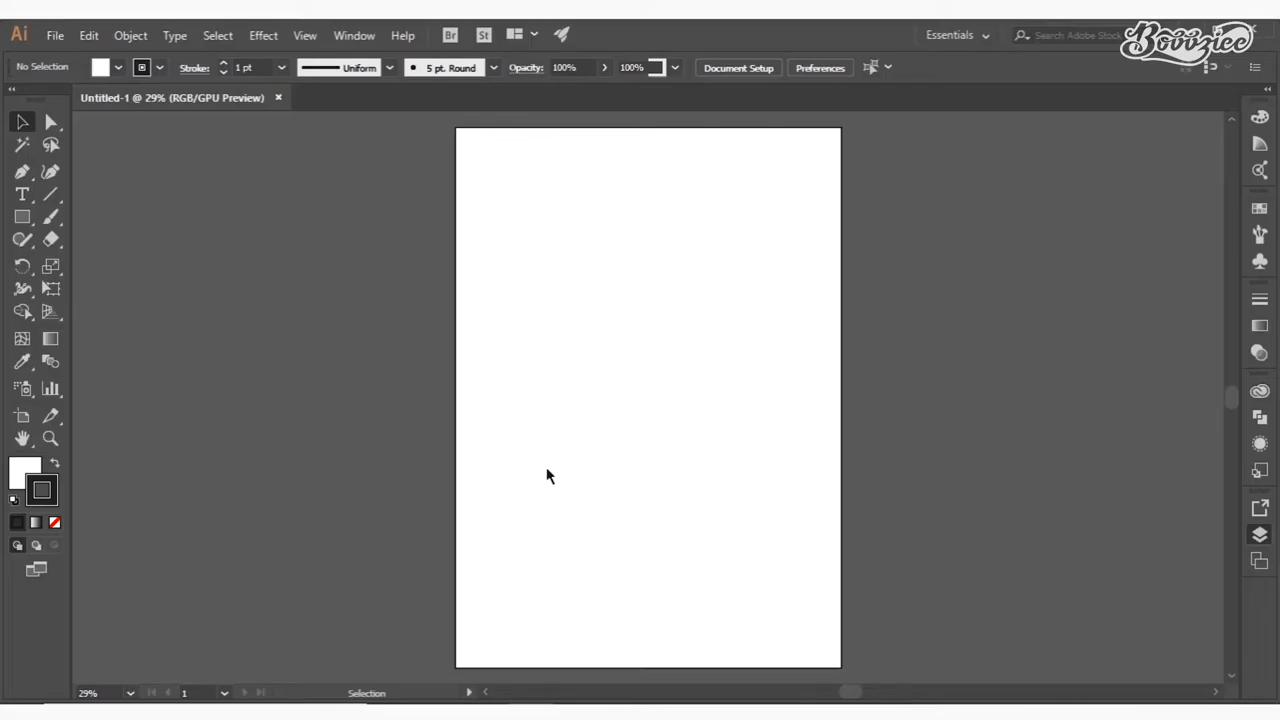 Ai File Edit Object Type Select Effect View Window Help Br St Essentials Search Adobe Stock Booozice
No Selection Stroke: 1 pt Uniform 5 pt. Round Opacity: 100% 100% Document Setup Preferences
Untitled-1 @ 29% (RGB/GPU Preview) ×
T
29% 1 Selection